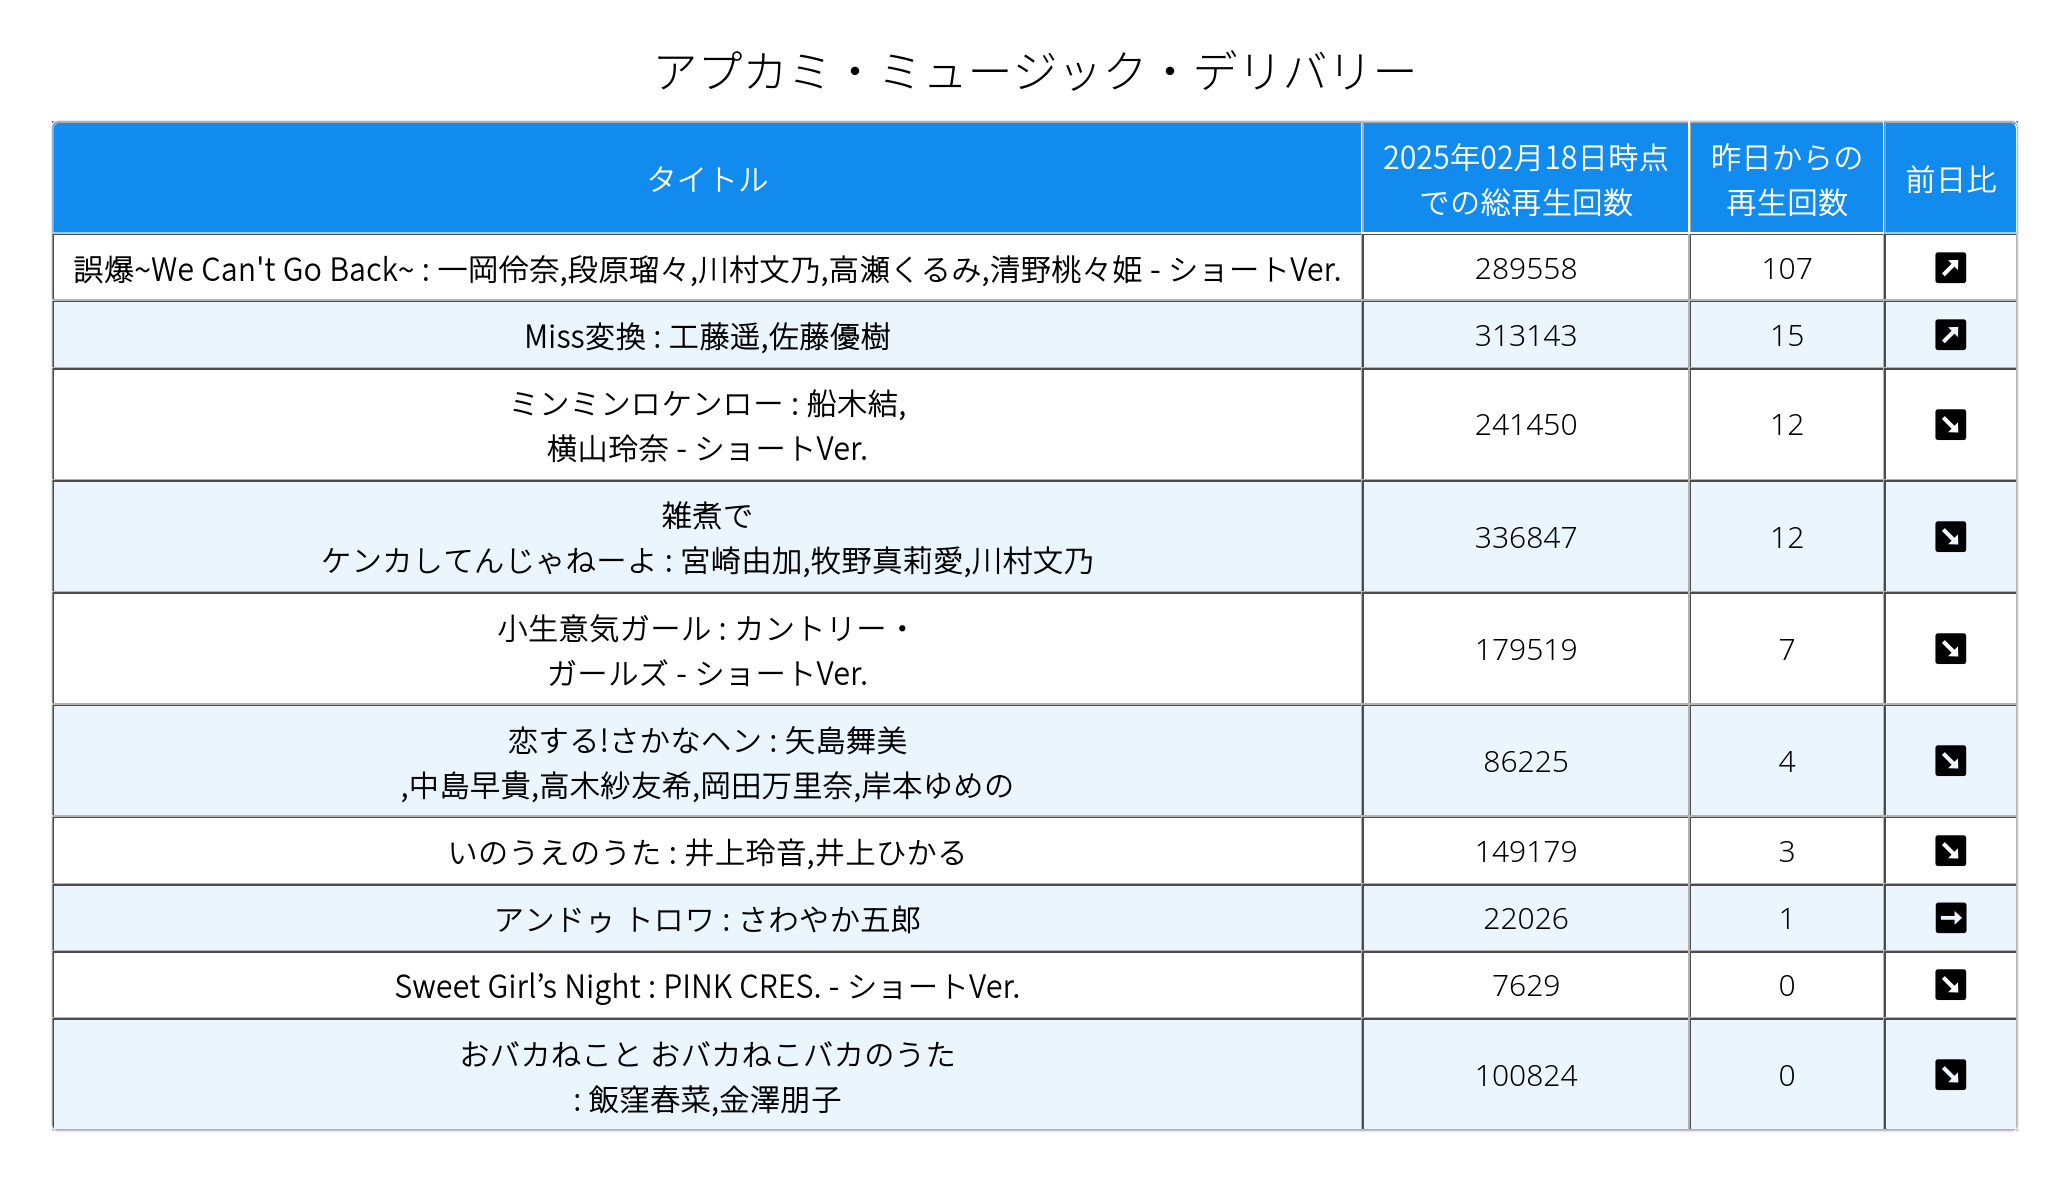 アプカミ・ミュージック・デリバリー
タイトル
2025年02月18日時点
での総再生回数
昨日からの
再生回数
前日比
誤爆~We Can't Go Back~ : 一岡伶奈,段原瑠々,川村文乃,高瀬くるみ,清野桃々姫 - ショートVer.
289558
107
Miss変換 : 工藤遥,佐藤優樹
313143
15
ミンミンロケンロー : 船木結,
横山玲奈 - ショートVer.
241450
12
雑煮で
ケンカしてんじゃねーよ : 宮崎由加,牧野真莉愛,川村文乃
336847
12
小生意気ガール : カントリー・
ガールズ - ショートVer.
179519
7
恋する!さかなヘン : 矢島舞美
,中島早貴,高木紗友希,岡田万里奈,岸本ゆめの
86225
4
いのうえのうた : 井上玲音,井上ひかる
149179
3
アンドゥ トロワ : さわやか五郎
22026
1
Sweet Girl’s Night : PINK CRES. - ショートVer.
7629
0
おバカねこと おバカねこバカのうた
: 飯窪春菜,金澤朋子
100824
0